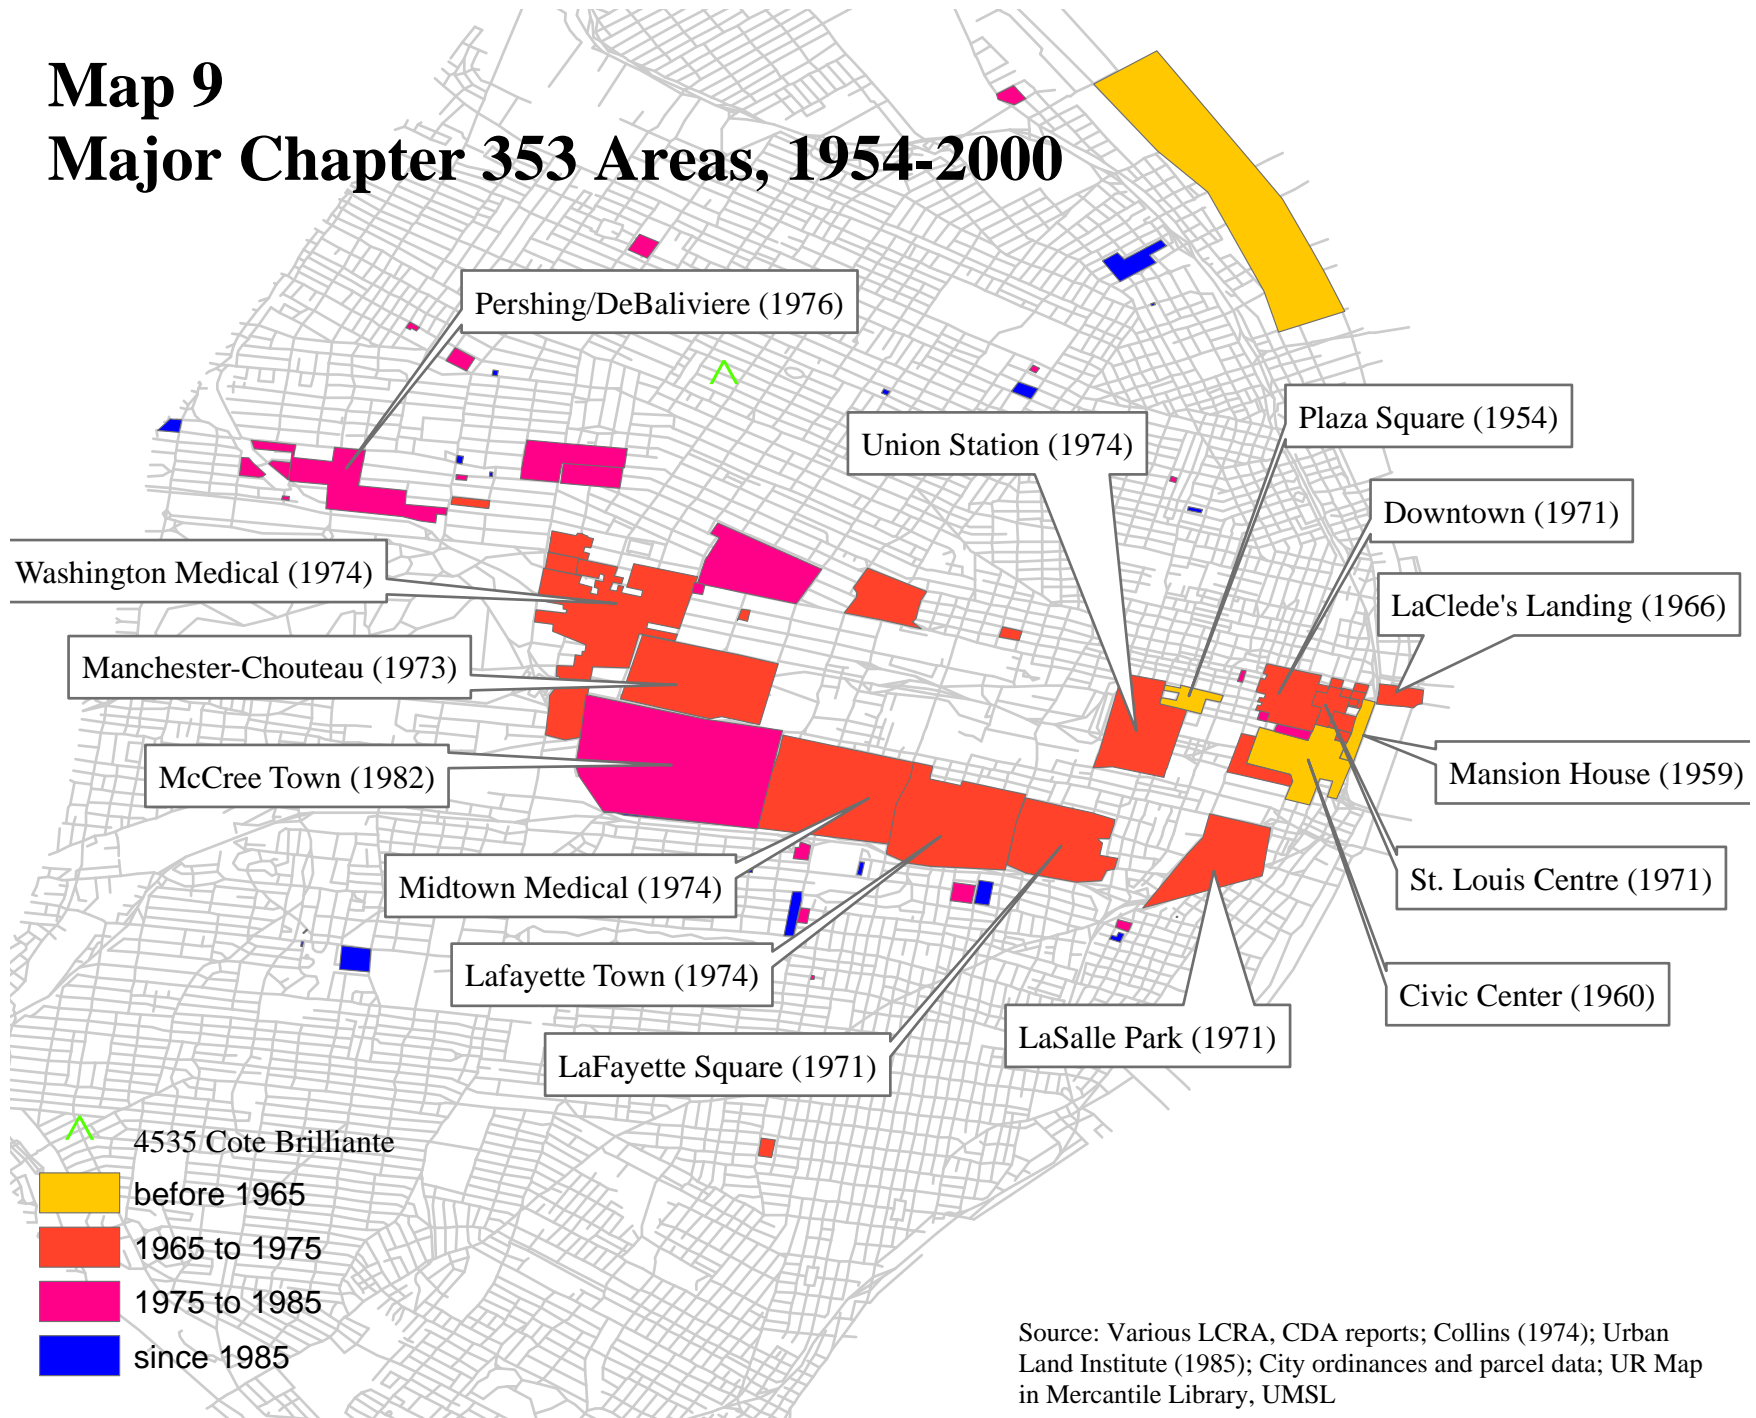 Map 9
Major Chapter 353 Areas, 1954-2000
Pershing/DeBaliviere (1976)
Plaza Square (1954)
Union Station (1974)
Downtown (1971)
Washington Medical (1974)
LaClede's Landing (1966)
Manchester-Chouteau (1973)
McCree Town (1982)
Mansion House (1959)
Midtown Medical (1974)
St. Louis Centre (1971)
Lafayette Town (1974)
Civic Center (1960)
LaSalle Park (1971)
LaFayette Square (1971)
4535 Cote Brilliante
before 1965
1965 to 1975
1975 to 1985
since 1985
Source: Various LCRA, CDA reports; Collins (1974); Urban
Land Institute (1985); City ordinances and parcel data; UR Map
in Mercantile Library, UMSL